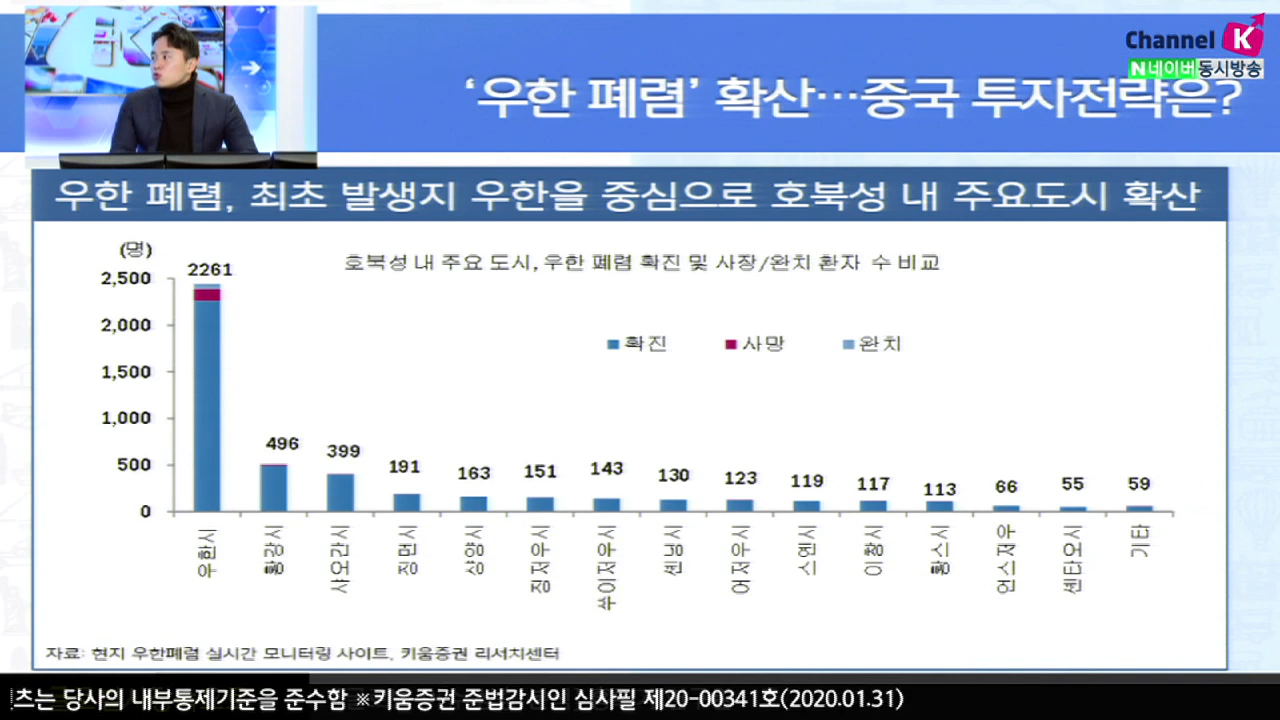 Channel K
N네이버 동시방송
‘우한 폐렴’ 확산…중국 투자전략은?
우한 폐렴, 최초 발생지 우한을 중심으로 호북성 내 주요도시 확산
(명)
호북성 내 주요 도시, 우한 폐렴 확진 및 사장/완치 환자 수 비교
확진 사망 완치
2,500
2,000
1,500
1,000
500
0
2261 496 399 191 163 151 143 130 123 119 117 113 66 55 59
우한시 황강시 샤오간시 징먼시 샹양시 징저우시 쑤이저우시 셴닝시 어저우시 스옌시 이창시 황스시 언스저우 셴타오시 기타
자료: 현지 우한폐렴 실시간 모니터링 사이트, 키움증권 리서치센터
츠는 당사의 내부통제기준을 준수함 ※키움증권 준법감시인 심사필 제20-00341호(2020.01.31)